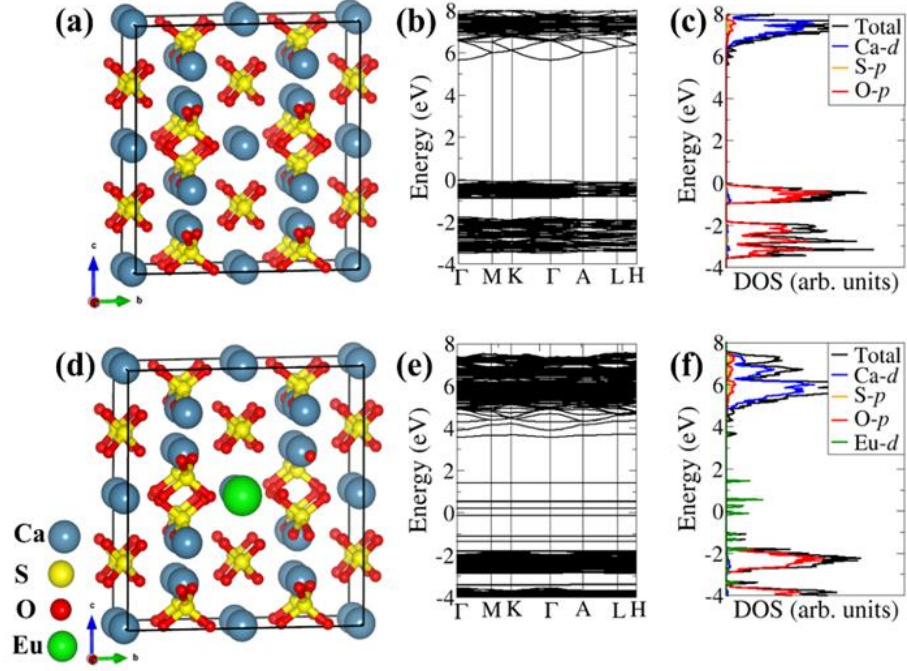 (a)
c
b
(b)
Energy (eV)
8
6
4
2
0
-2
-4
Γ M K Γ A L H
(c)
Energy (eV)
8
6
4
2
0
-2
-4
Total
Ca-d
S-p
O-p
DOS (arb. units)
(d)
Ca
S
O
Eu
c
b
(e)
Energy (eV)
8
6
4
2
0
-2
-4
Γ M K Γ A L H
(f)
Energy (eV)
8
6
4
2
0
-2
-4
Total
Ca-d
S-p
O-p
Eu-d
DOS (arb. units)